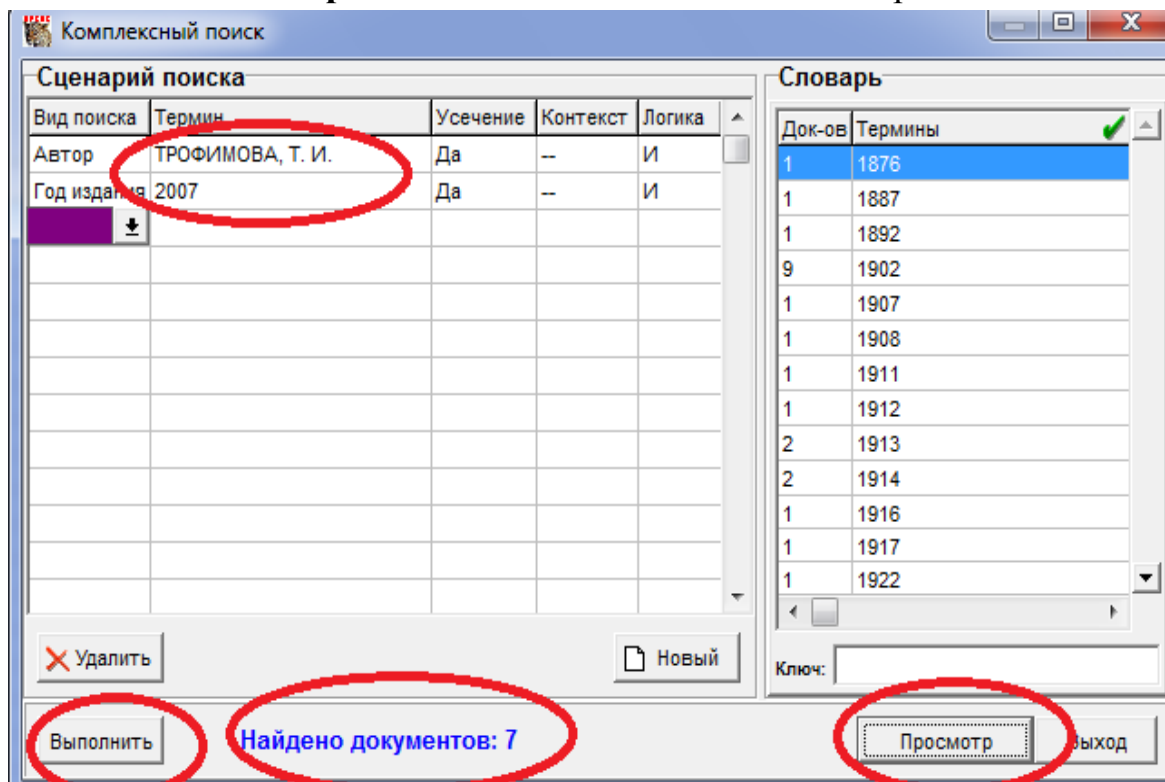 Комплексный поиск
Сценарий поиска
Вид поиска Термин Усечение Контекст Логика
Автор ТРОФИМОВА, Т. И. Да -- И
Год издания 2007 Да -- И
Удалить Новый
Словарь
Док-ов Термины
1 1876
1 1887
1 1892
9 1902
1 1907
1 1908
1 1911
1 1912
2 1913
2 1914
1 1916
1 1917
1 1922
Ключ:
Выполнить Найдено документов: 7 Просмотр Выход